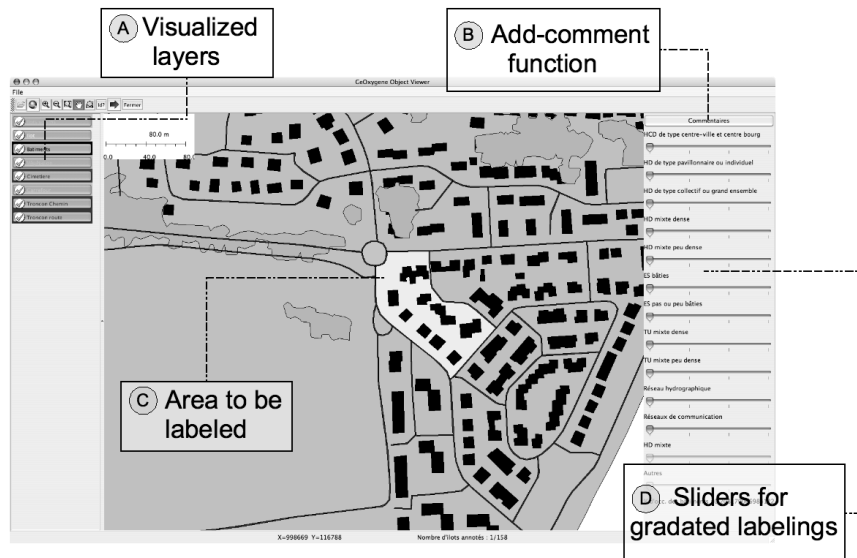 A Visualized
layers
B Add-comment
function
GeOxygene Object Viewer
File
M? Fermer
80.0 m
0.0 40.0 80
Batiments
Cimetiere
Troncon Chemin
Troncon route
Commentaires
HCD de type centre-ville et centre bourg
HD de type pavillonnaire ou individuel
HD de type collectif ou grand ensemble
HD mixte dense
HD mixte peu dense
ES bâties
ES pas ou peu bâties
TU mixte dense
TU mixte peu dense
Réseau hydrographique
Réseaux de communication
HD mixte
Autres
C Area to be
labeled
D Sliders for
gradated labelings
X=998669 Y=116788 Nombre d'ilots annotés : 1/158